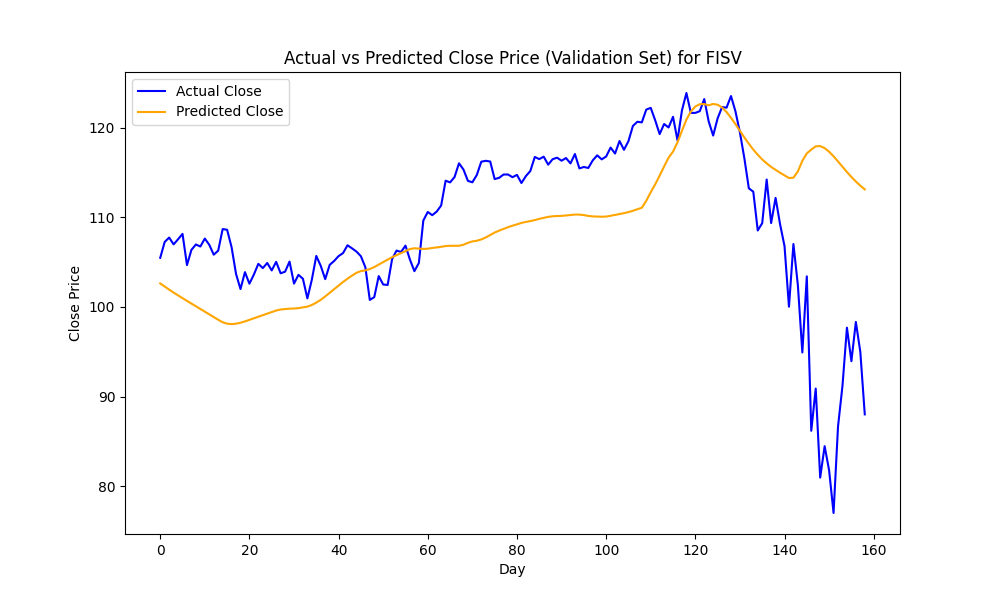 Actual vs Predicted Close Price (Validation Set) for FISV
Actual Close
Predicted Close
Close Price
120
110
100
90
80
0 20 40 60 80 100 120 140 160
Day